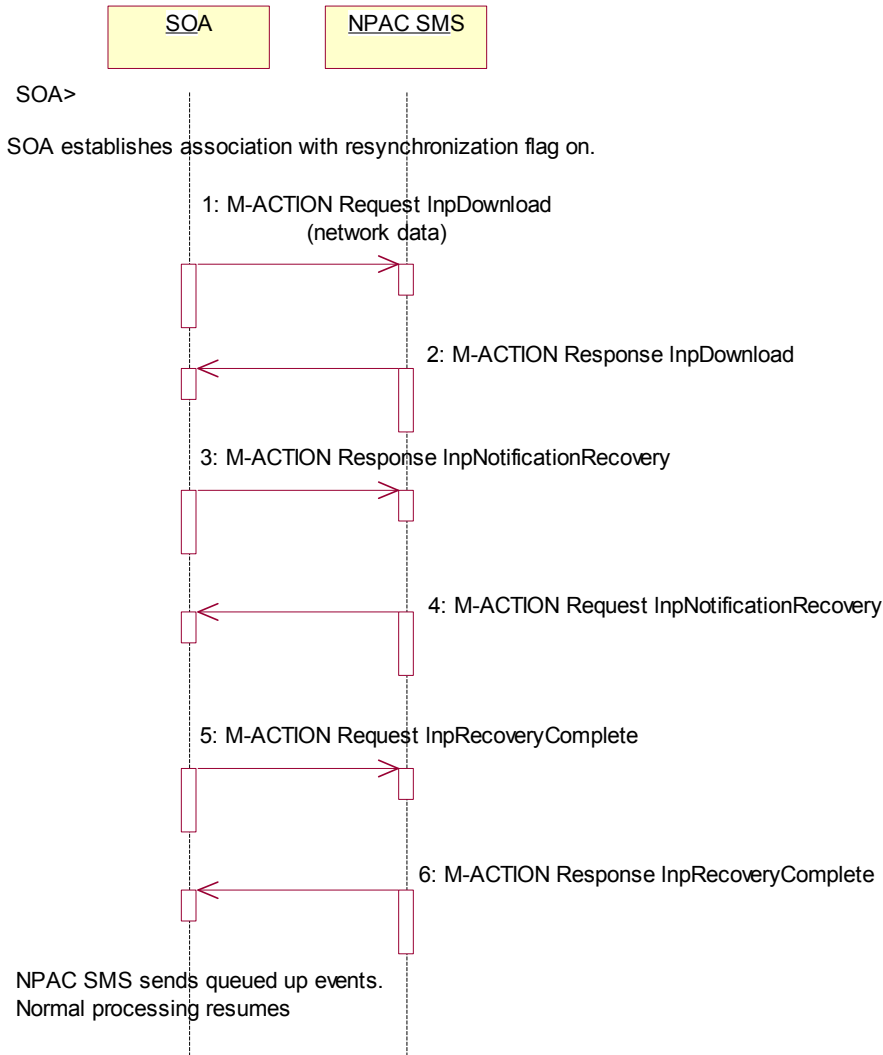 SOA
NPAC SMS
SOA>
SOA establishes association with resynchronization flag on.
1: M-ACTION Request lnpDownload
(network data)
2: M-ACTION Response lnpDownload
3: M-ACTION Response lnpNotificationRecovery
4: M-ACTION Request lnpNotificationRecovery
5: M-ACTION Request lnpRecoveryComplete
6: M-ACTION Response lnpRecoveryComplete
NPAC SMS sends queued up events.
Normal processing resumes